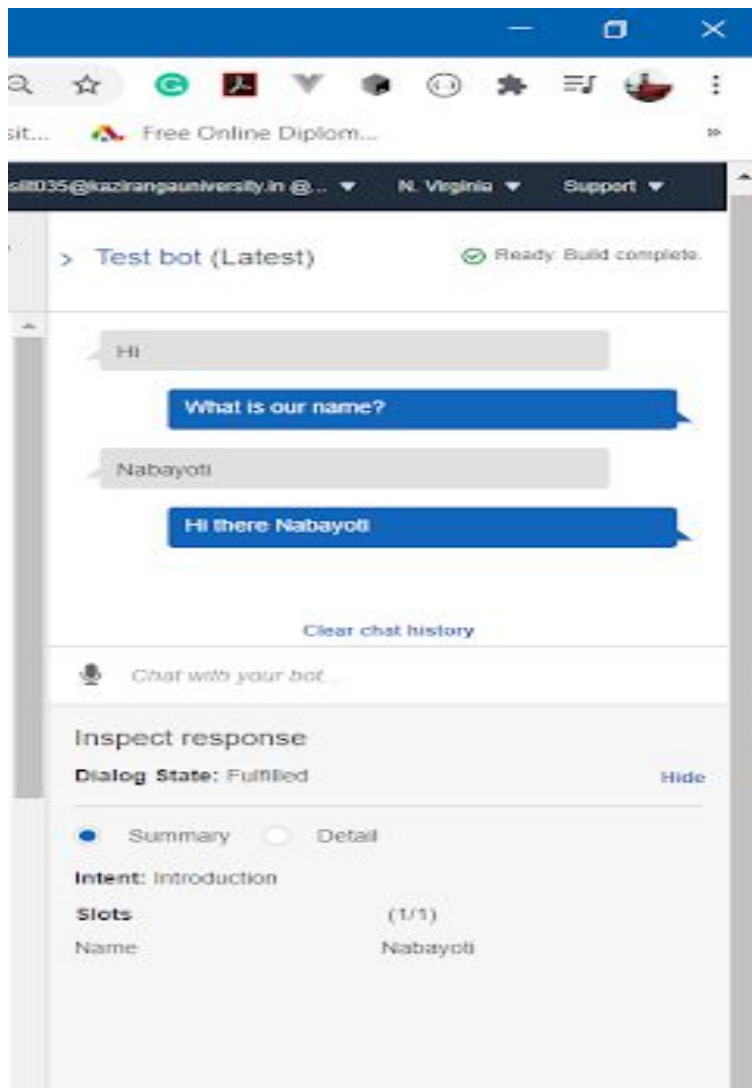 sit...
Free Online Diplom...
»
@kazirangauniversity.in @...
N. Virginia
Support
Test bot (Latest)
Ready. Build complete.
Hi
What is our name?
Nabayoti
Hi there Nabayoti
Clear chat history
Chat with your bot...
Inspect response
Dialog State: Fulfilled
Hide
Summary
Detail
Intent: Introduction
Slots (1/1)
Name Nabayoti